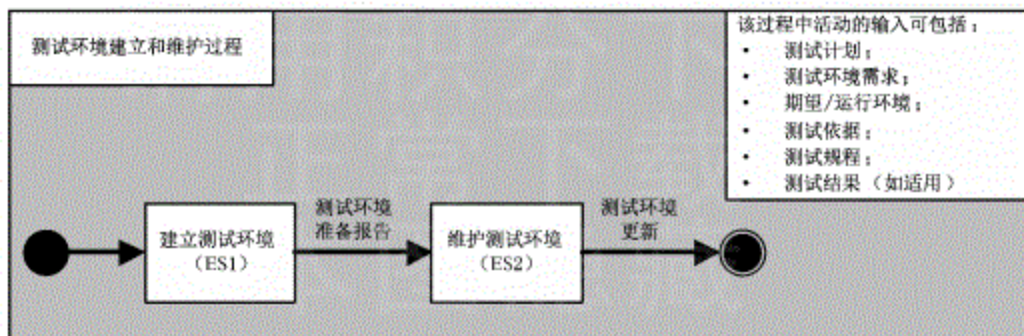 测试环境建立和维护过程
该过程中活动的输入可包括：
• 测试计划；
• 测试环境需求；
• 期望/运行环境；
• 测试依据；
• 测试规程；
• 测试结果（如适用）
建立测试环境
（ES1）
测试环境
准备报告
维护测试环境
（ES2）
测试环境
更新